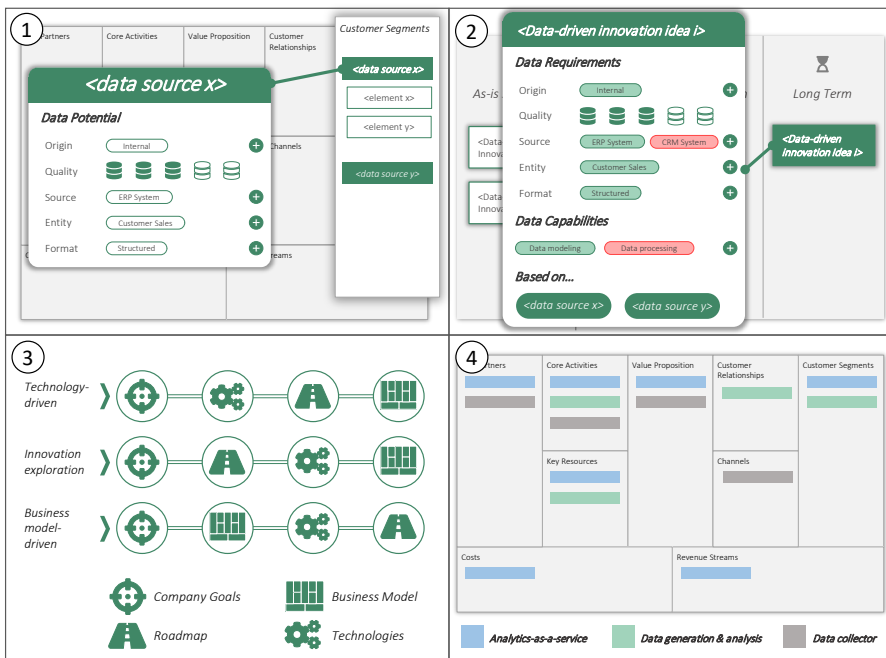 1
Partners
Core Activities
Value Proposition
Customer
Relationships
Customer Segments
<data source x>
<data source x>
<element x>
<element y>
<data source y>
Data Potential
Origin
Internal
+
Quality
Source
ERP System
+
Entity
Customer Sales
+
Format
Structured
+
Channels
2
<Data-driven innovation idea i>
Data Requirements
Origin
Internal
+
Quality
Source
ERP System
CRM System
+
Entity
Customer Sales
Format
Structured
+
Data Capabilities
Data modeling
Data processing
+
Based on...
<data source x>
<data source y>
As-is
<Data
Innova
<Data
Innova
Long Term
<Data-driven
innovation idea i>
3
Technology-
driven
Innovation
exploration
Business
model-
driven
Company Goals
Business Model
Roadmap
Technologies
4
Partners
Core Activities
Value Proposition
Customer
Relationships
Customer Segments
Key Resources
Channels
Costs
Revenue Streams
Analytics-as-a-service
Data generation & analysis
Data collector